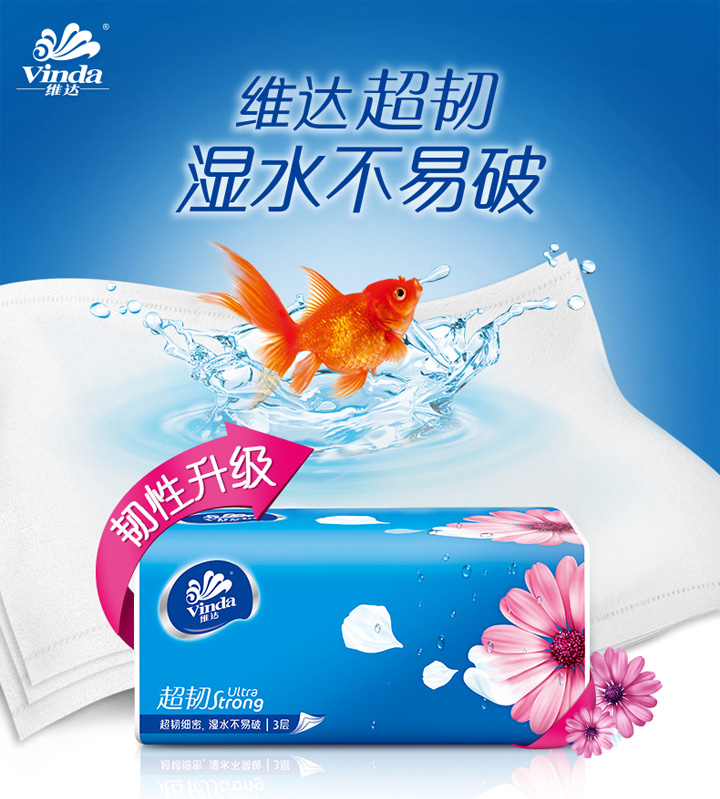 ®
Vinda
维达
维达超韧
湿水不易破
韧性升级
Vinda
维达
超韧 Ultra Strong
超韧细密, 湿水不易破 | 3层